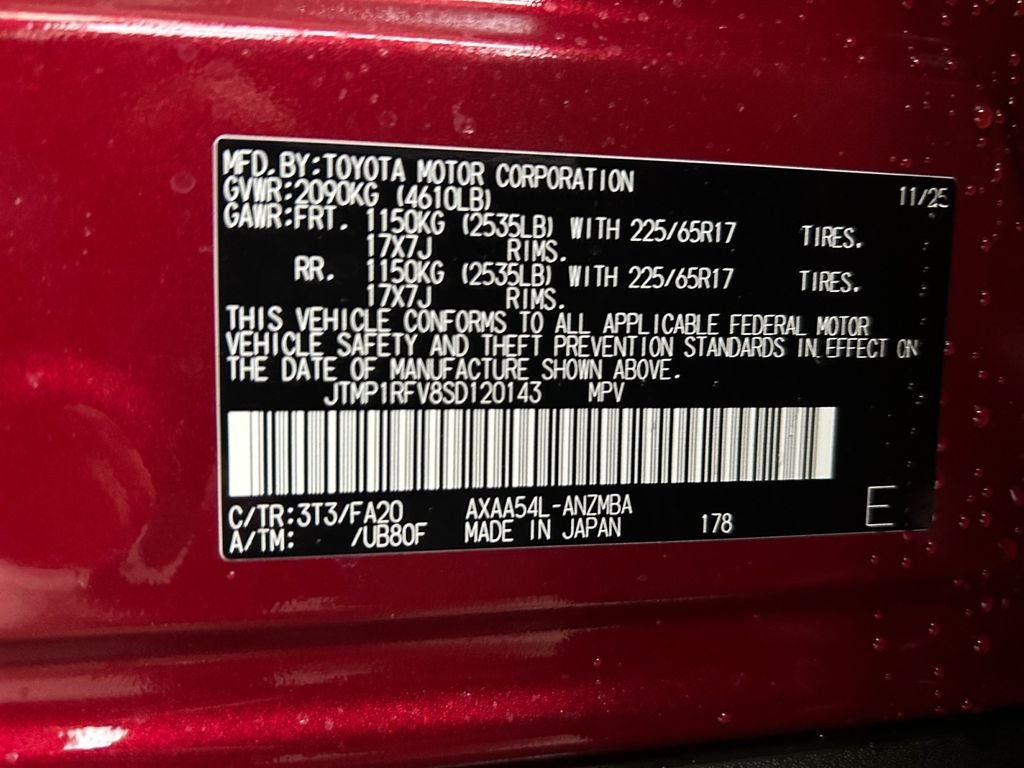 MFD.BY:TOYOTA MOTOR CORPORATION 11/25
GVWR:2090KG (4610LB)
GAWR:FRT. 1150KG (2535LB) WITH 225/65R17 TIRES.
17X7J RIMS.
RR. 1150KG (2535LB) WITH 225/65R17 TIRES.
17X7J RIMS.
THIS VEHICLE CONFORMS TO ALL APPLICABLE FEDERAL MOTOR
VEHICLE SAFETY AND THEFT PREVENTION STANDARDS IN EFFECT ON
THE DATE OF MANUFACTURE SHOWN ABOVE.
JTMP1RFV8SD120143 MPV
C/TR:3T3/FA20 AXAA54L-ANZMBA
A/TM: /UB80F MADE IN JAPAN 178 E